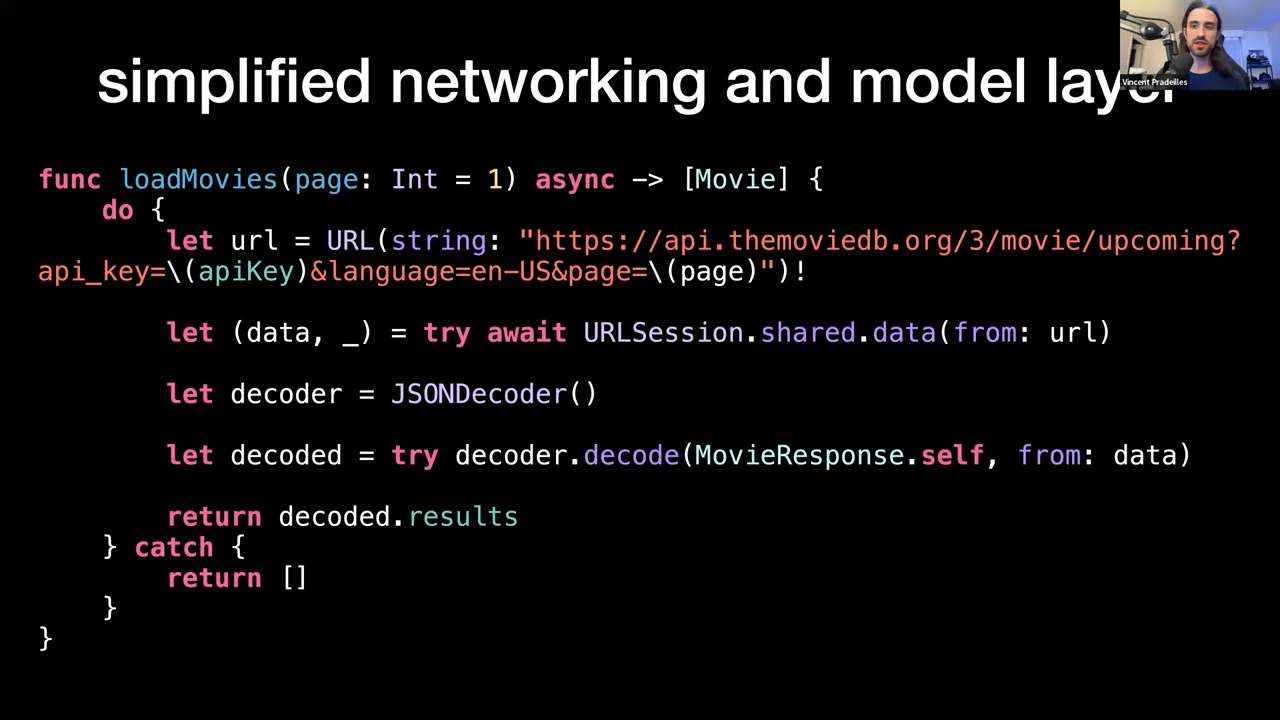 simplified networking and model layer
Vincent Pradeilles
func loadMovies(page: Int = 1) async -> [Movie] {
    do {
        let url = URL(string: "https://api.themoviedb.org/3/movie/upcoming?
api_key=\(apiKey)&language=en-US&page=\(page)")!
        let (data, _) = try await URLSession.shared.data(from: url)
        let decoder = JSONDecoder()
        let decoded = try decoder.decode(MovieResponse.self, from: data)
        return decoded.results
    } catch {
        return []
    }
}